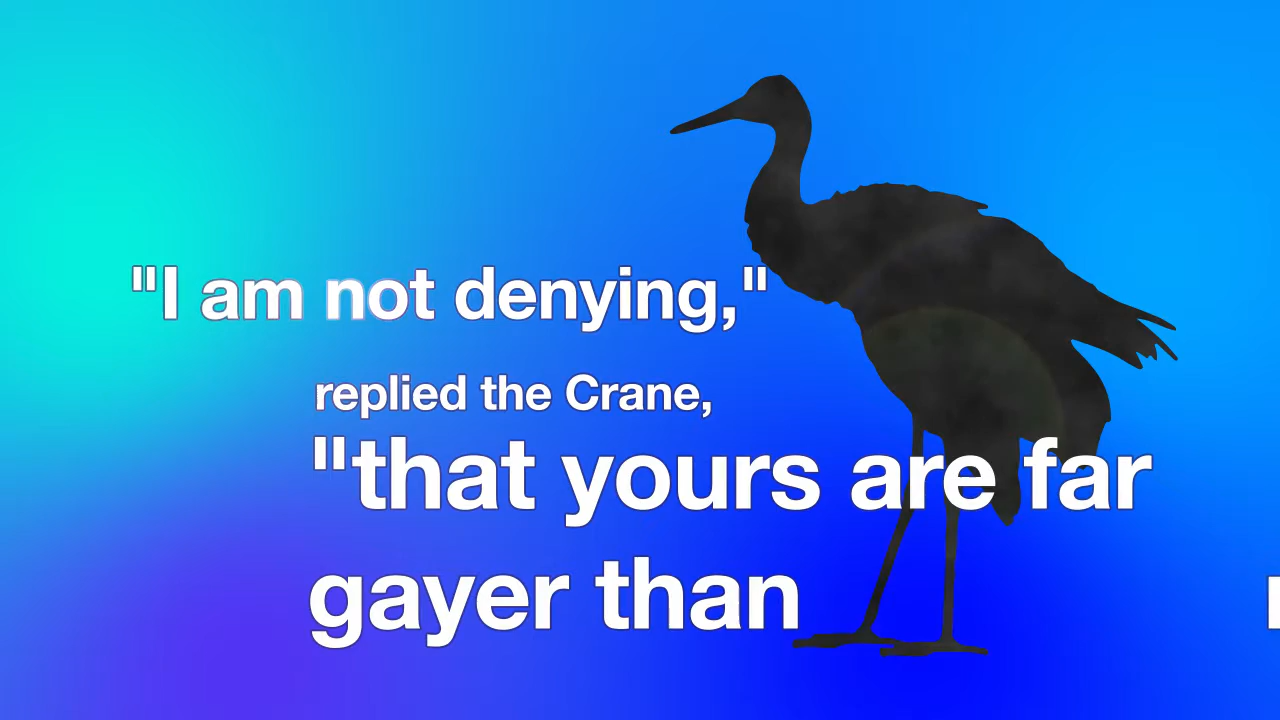 "I am not denying,"
replied the Crane,
"that yours are far
gayer than